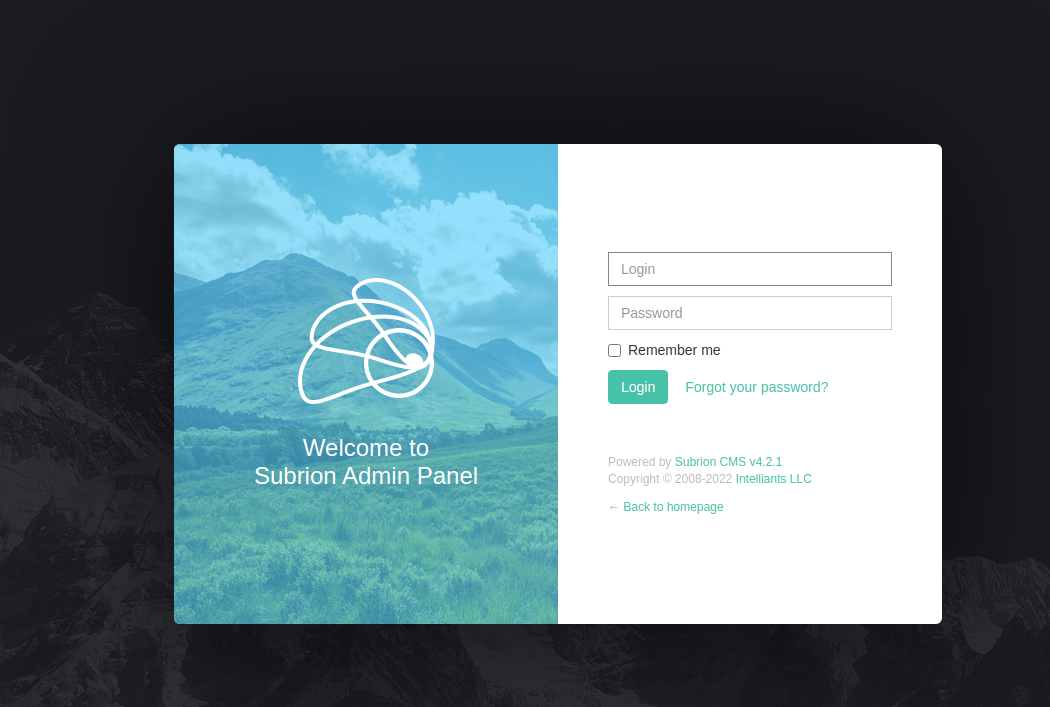 Welcome to
Subrion Admin Panel
Login
Password
Remember me
Login Forgot your password?
Powered by Subrion CMS v4.2.1
Copyright © 2008-2022 Intelliants LLC
← Back to homepage